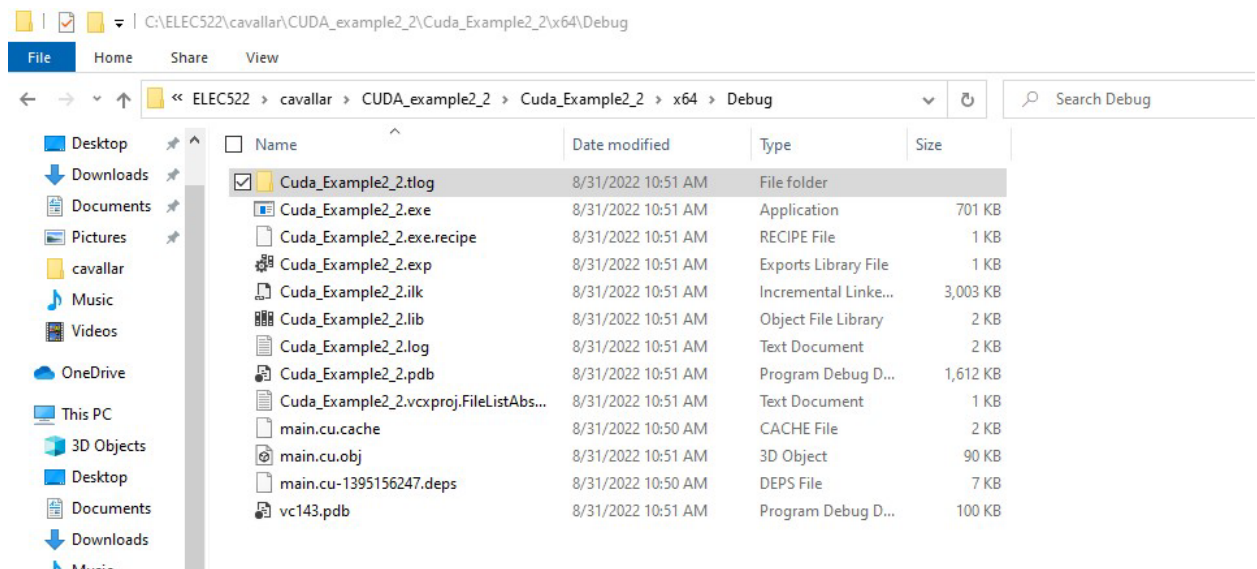 C:\ELEC522\cavallar\CUDA_example2_2\Cuda_Example2_2\x64\Debug
File Home Share View
« ELEC522 > cavallar > CUDA_example2_2 > Cuda_Example2_2 > x64 > Debug Search Debug
Desktop Name Date modified Type Size
Downloads Cuda_Example2_2.tlog 8/31/2022 10:51 AM File folder
Documents Cuda_Example2_2.exe 8/31/2022 10:51 AM Application 701 KB
Pictures Cuda_Example2_2.exe.recipe 8/31/2022 10:51 AM RECIPE File 1 KB
cavallar Cuda_Example2_2.exp 8/31/2022 10:51 AM Exports Library File 1 KB
Music Cuda_Example2_2.ilk 8/31/2022 10:51 AM Incremental Linke... 3,003 KB
Videos Cuda_Example2_2.lib 8/31/2022 10:51 AM Object File Library 2 KB
Cuda_Example2_2.log 8/31/2022 10:51 AM Text Document 2 KB
OneDrive Cuda_Example2_2.pdb 8/31/2022 10:51 AM Program Debug D... 1,612 KB
Cuda_Example2_2.vcxproj.FileListAbs... 8/31/2022 10:51 AM Text Document 1 KB
This PC main.cu.cache 8/31/2022 10:50 AM CACHE File 2 KB
3D Objects main.cu.obj 8/31/2022 10:51 AM 3D Object 90 KB
Desktop main.cu-1395156247.deps 8/31/2022 10:50 AM DEPS File 7 KB
Documents vc143.pdb 8/31/2022 10:51 AM Program Debug D... 100 KB
Downloads
Music